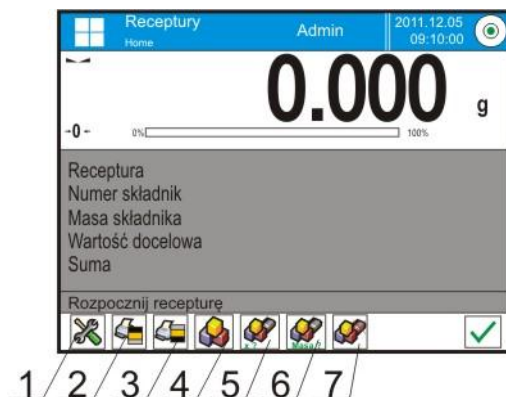 Receptury
Home
Admin
2011.12.05
09:10:00
0.000 g
→0←
0% 100%
Receptura
Numer składnik
Masa składnika
Wartość docelowa
Suma
Rozpocznij recepturę
x ? Masa?
1 2 3 4 5 6 7